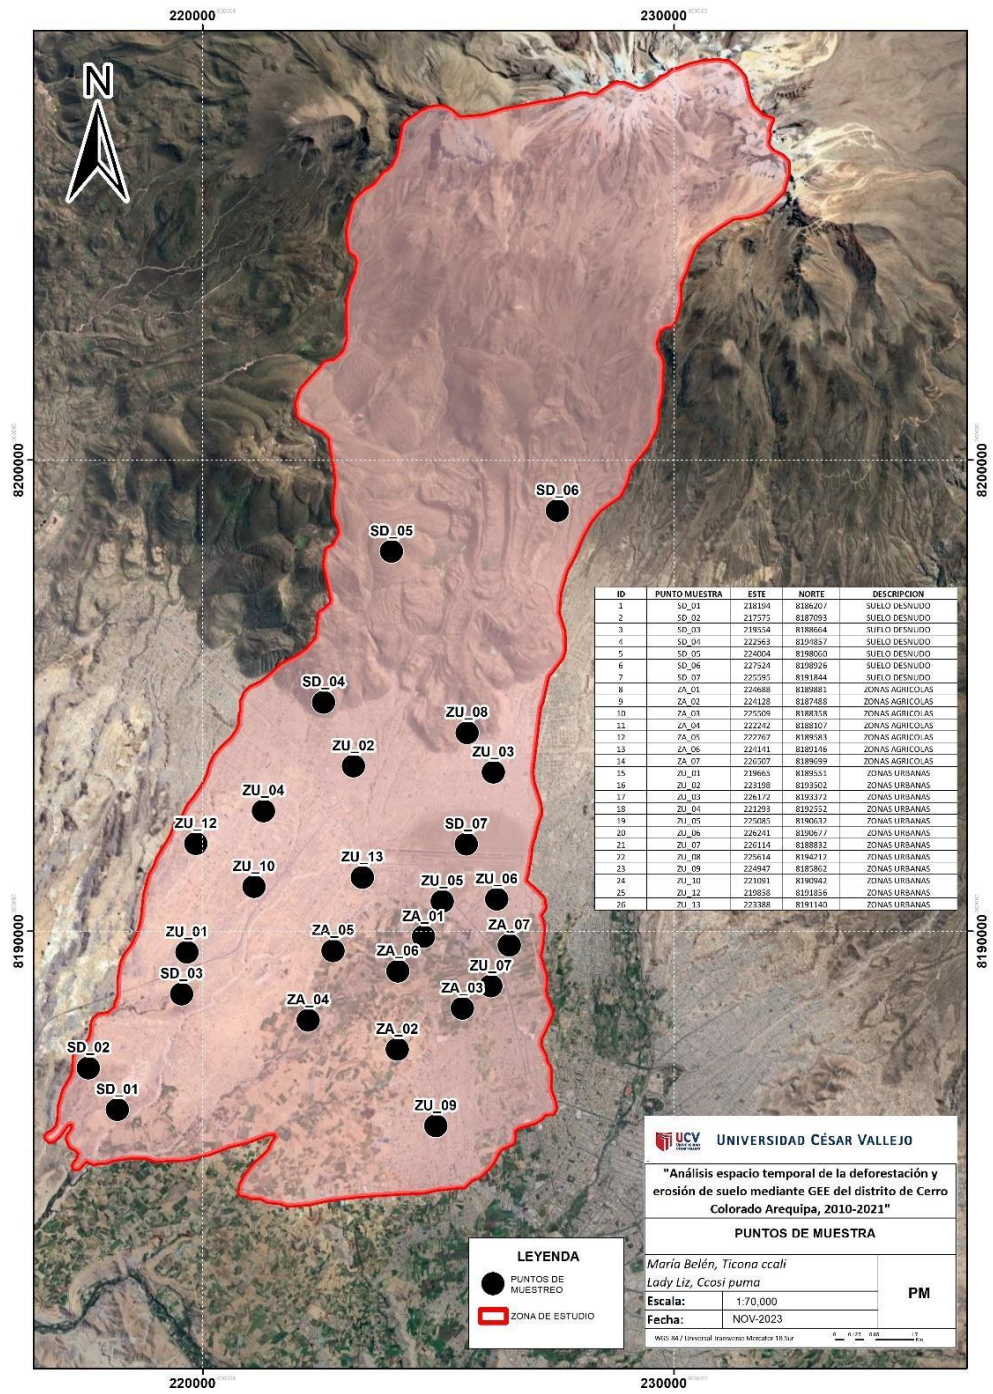 220000
230000
N
8200000
8200000
SD_06
SD_05
ID PUNTO MUESTRA ESTE NORTE DESCRIPCION
1 SD_01 218194 8186207 SUELO DESNUDO
2 SD_02 217575 8187093 SUELO DESNUDO
3 SD_03 219554 8188664 SUELO DESNUDO
4 SD_04 222563 8194857 SUELO DESNUDO
5 SD_05 224004 8198060 SUELO DESNUDO
6 SD_06 227524 8198926 SUELO DESNUDO
7 SD_07 225595 8191844 SUELO DESNUDO
8 ZA_01 224688 8189881 ZONAS AGRICOLAS
9 ZA_02 224128 8187488 ZONAS AGRICOLAS
10 ZA_03 225509 8188358 ZONAS AGRICOLAS
11 ZA_04 222242 8188107 ZONAS AGRICOLAS
12 ZA_05 222767 8189583 ZONAS AGRICOLAS
13 ZA_06 224141 8189146 ZONAS AGRICOLAS
14 ZA_07 226507 8189699 ZONAS AGRICOLAS
15 ZU_01 219665 8189551 ZONAS URBANAS
16 ZU_02 223198 8193502 ZONAS URBANAS
17 ZU_03 226172 8193372 ZONAS URBANAS
18 ZU_04 221293 8192552 ZONAS URBANAS
19 ZU_05 225085 8190632 ZONAS URBANAS
20 ZU_06 226241 8190677 ZONAS URBANAS
21 ZU_07 226114 8188832 ZONAS URBANAS
22 ZU_08 225614 8194212 ZONAS URBANAS
23 ZU_09 224947 8185862 ZONAS URBANAS
24 ZU_10 221091 8190942 ZONAS URBANAS
25 ZU_12 219858 8191856 ZONAS URBANAS
26 ZU_13 223388 8191140 ZONAS URBANAS
SD_04
ZU_08
ZU_02
ZU_03
ZU_04
ZU_12
SD_07
ZU_13
ZU_10
ZU_05
ZU_06
ZA_01
ZA_07
ZA_05
ZU_01
ZA_06
8190000
8190000
SD_03
ZU_07
ZA_03
ZA_04
ZA_02
SD_02
SD_01
ZU_09
UCV
UNIVERSIDAD CÉSAR VALLEJO
"Análisis espacio temporal de la deforestación y
erosión de suelo mediante GEE del distrito de Cerro
Colorado Arequipa, 2010-2021"
PUNTOS DE MUESTRA
María Belén, Ticona ccali
Lady Liz, Ccosi puma
PM
Escala: 1:70,000
Fecha: NOV-2023
WGS 84 / Universal Transverse Mercator 18 Sur
LEYENDA
PUNTOS DE
MUESTREO
ZONA DE ESTUDIO
220000
230000